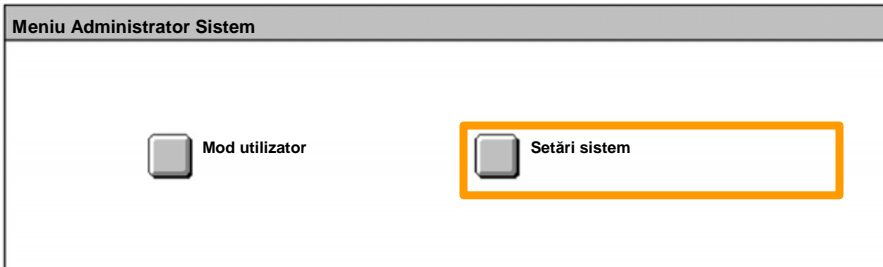 Meniu Administrator Sistem
Mod utilizator
Setări sistem